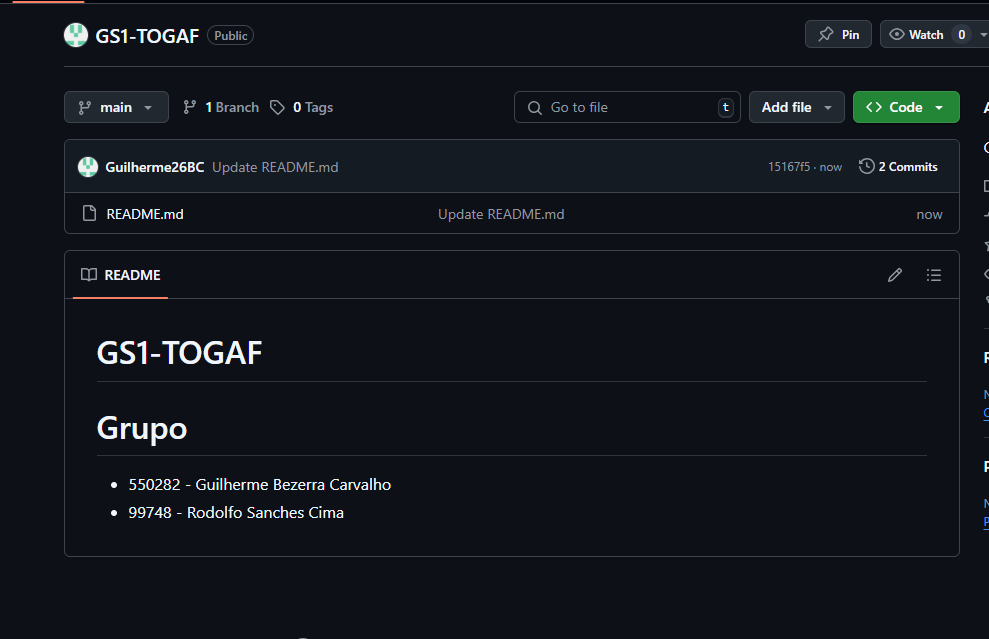 GS1-TOGAF Public Pin Watch 0
main 1 Branch 0 Tags Go to file t Add file Code
Guilherme26BC Update README.md 15167f5 · now 2 Commits
README.md Update README.md now
README
GS1-TOGAF
Grupo
550282 - Guilherme Bezerra Carvalho
99748 - Rodolfo Sanches Cima